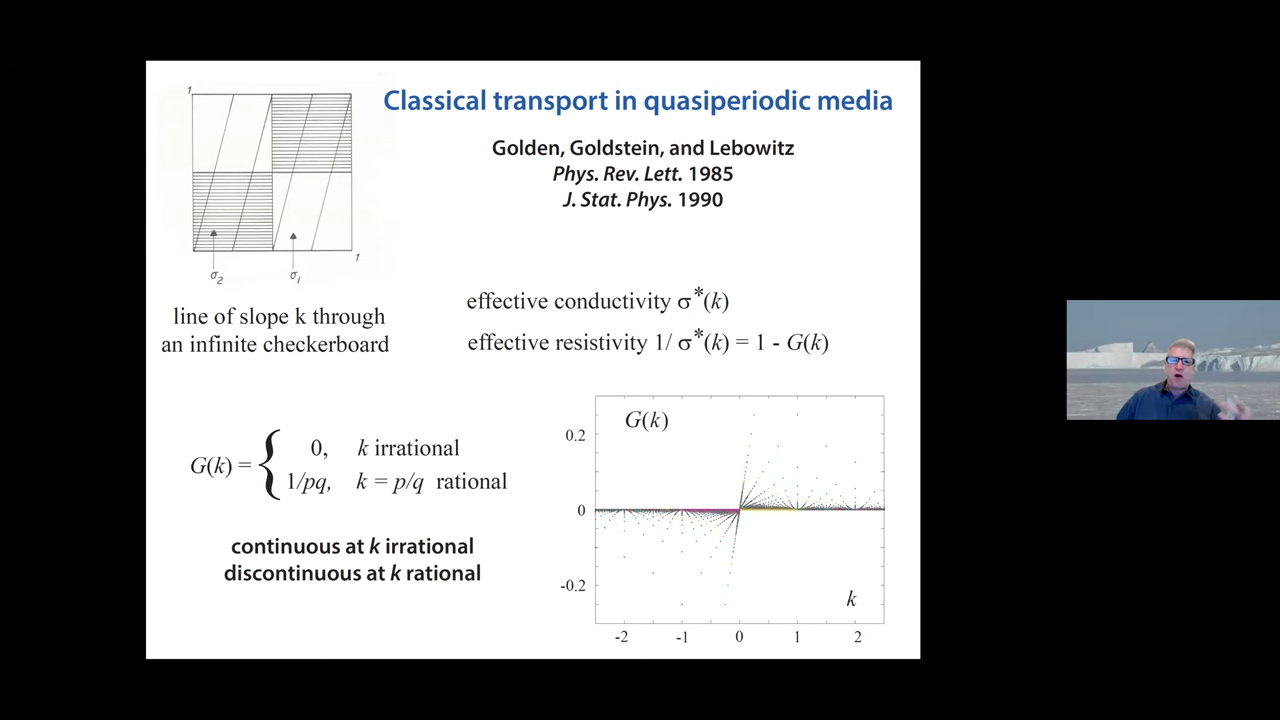 Classical transport in quasiperiodic media
Golden, Goldstein, and Lebowitz
Phys. Rev. Lett. 1985
J. Stat. Phys. 1990
1
1
σ₂
σ₁
line of slope k through
an infinite checkerboard
effective conductivity σ*(k)
effective resistivity 1/ σ*(k) = 1 - G(k)
G(k) = { 0, k irrational
1/pq, k = p/q rational
continuous at k irrational
discontinuous at k rational
G(k)
0.2
0
-0.2
k
-2 -1 0 1 2